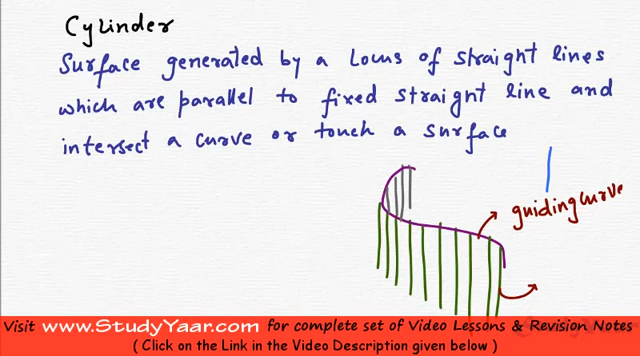 Cylinder
Surface generated by a Locus of straight lines
which are parallel to fixed straight line and
intersect a curve or touch a surface
guiding curve
Visit www.StudyYaar.com for complete set of Video Lessons & Revision Notes
( Click on the Link in the Video Description given below )